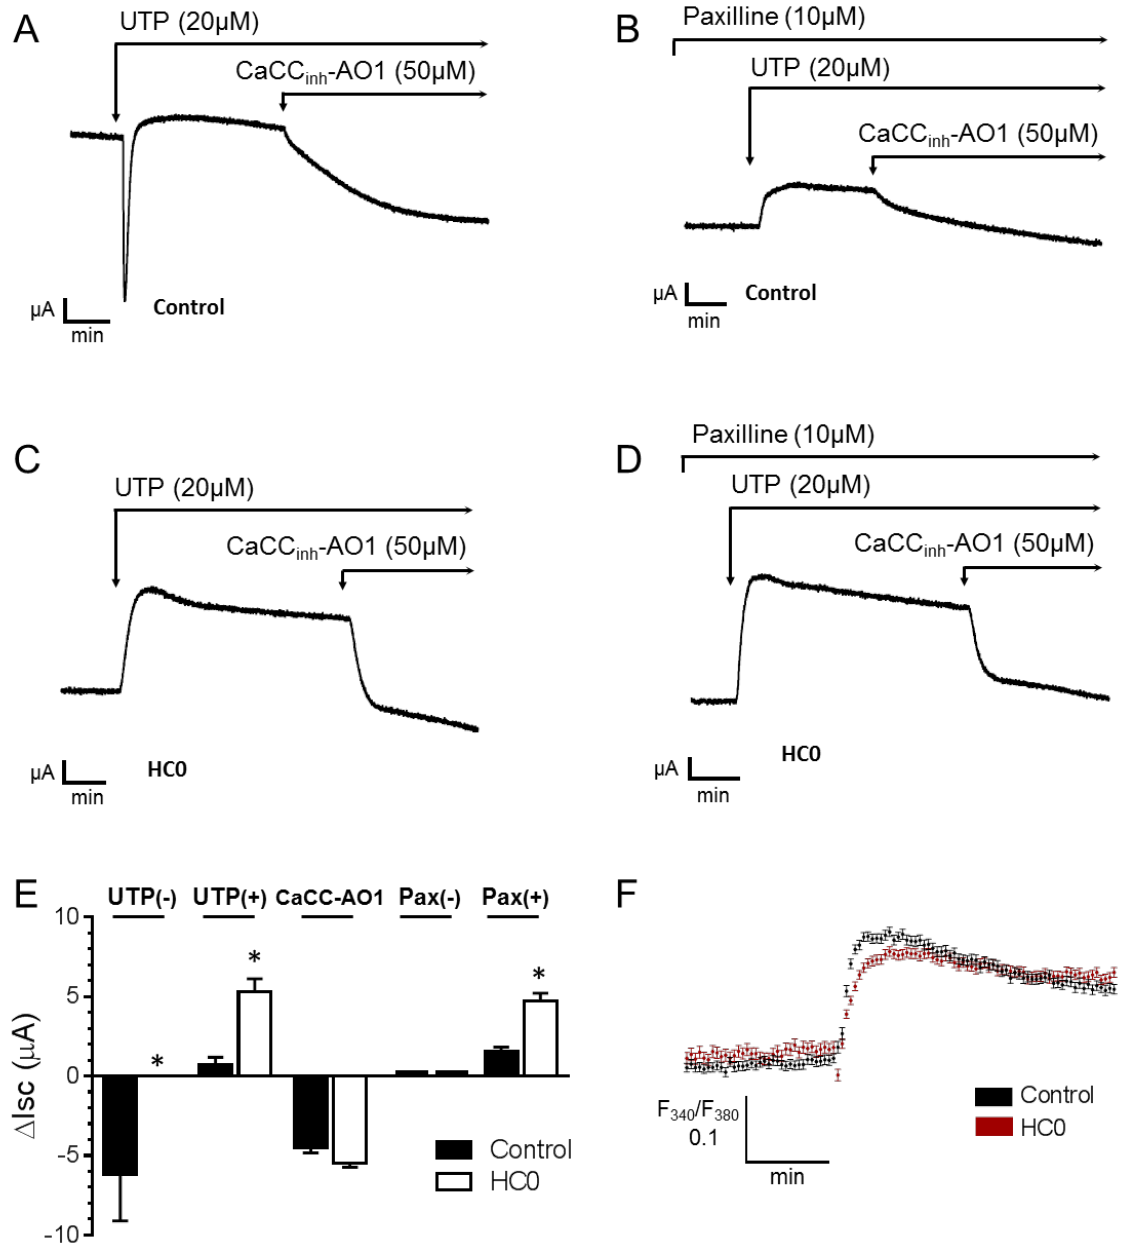 A
UTP (20µM)
CaCCinh-AO1 (50µM)
µA
min
Control
B
Paxilline (10µM)
UTP (20µM)
CaCCinh-AO1 (50µM)
µA
min
Control
C
UTP (20µM)
CaCCinh-AO1 (50µM)
µA
min
HC0
D
Paxilline (10µM)
UTP (20µM)
CaCCinh-AO1 (50µM)
µA
min
HC0
E
UTP(-) UTP(+) CaCC-AO1 Pax(-) Pax(+)
10
5
0
-5
-10
ΔIsc (µA)
* * *
Control
HC0
F
F340/F380
0.1
min
Control
HC0